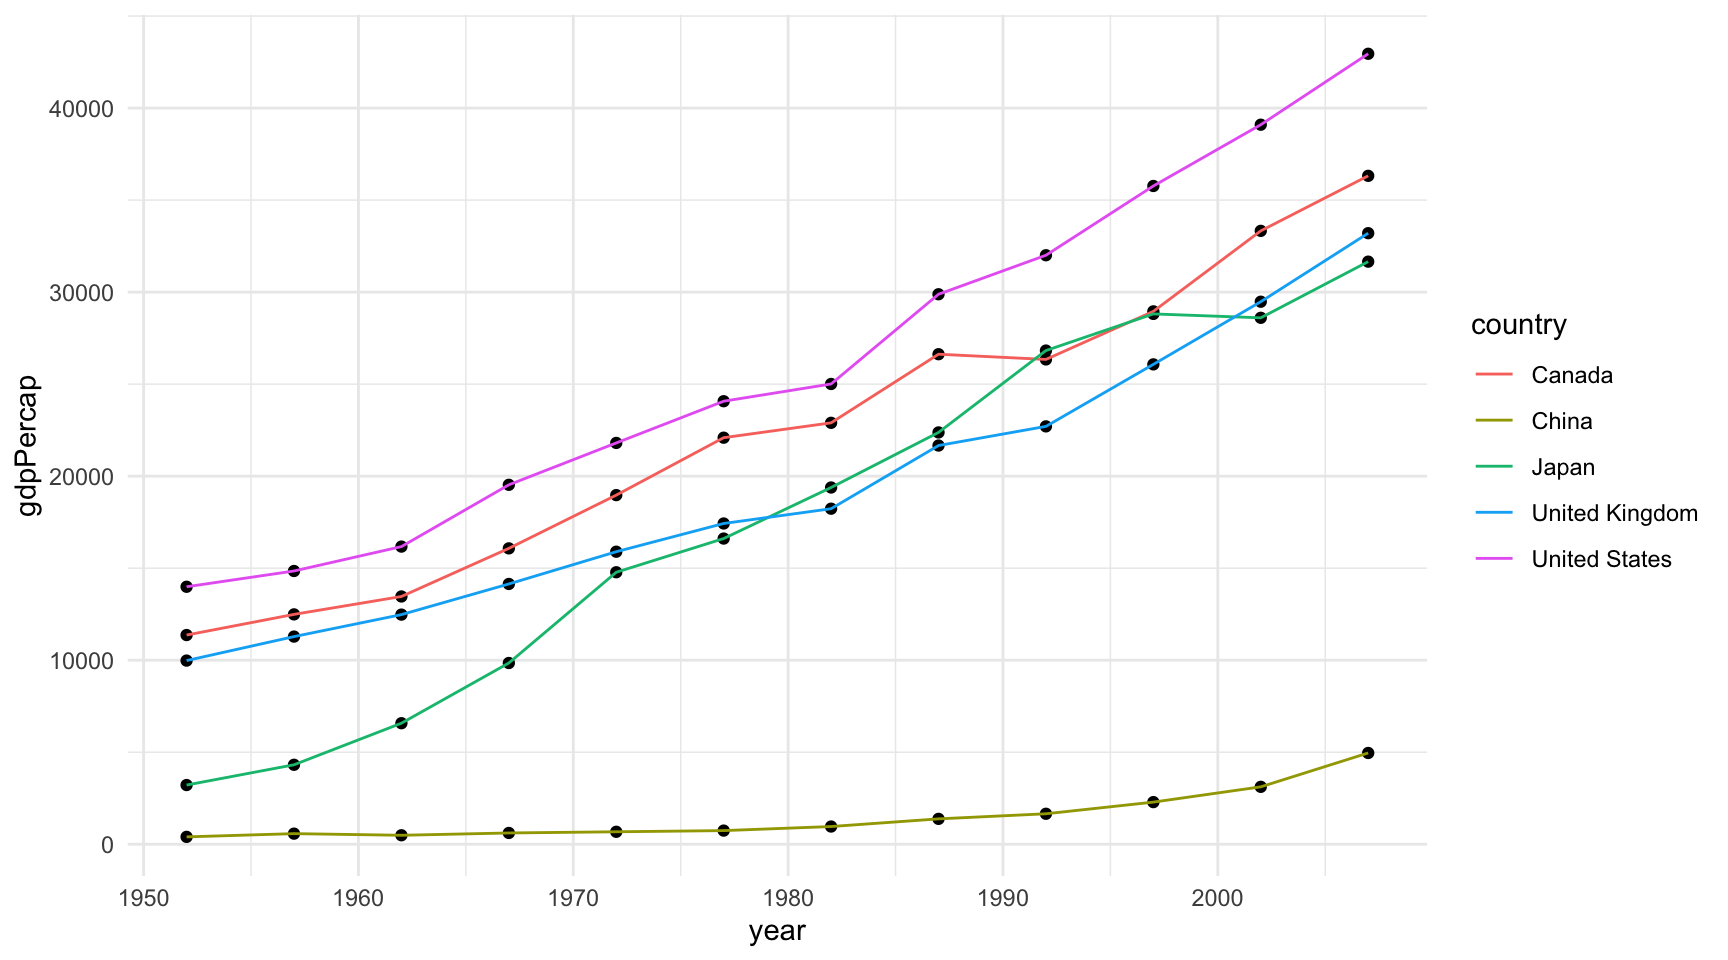 40000
30000
20000
10000
0
gdpPercap
1950 1960 1970 1980 1990 2000
year
country
Canada
China
Japan
United Kingdom
United States